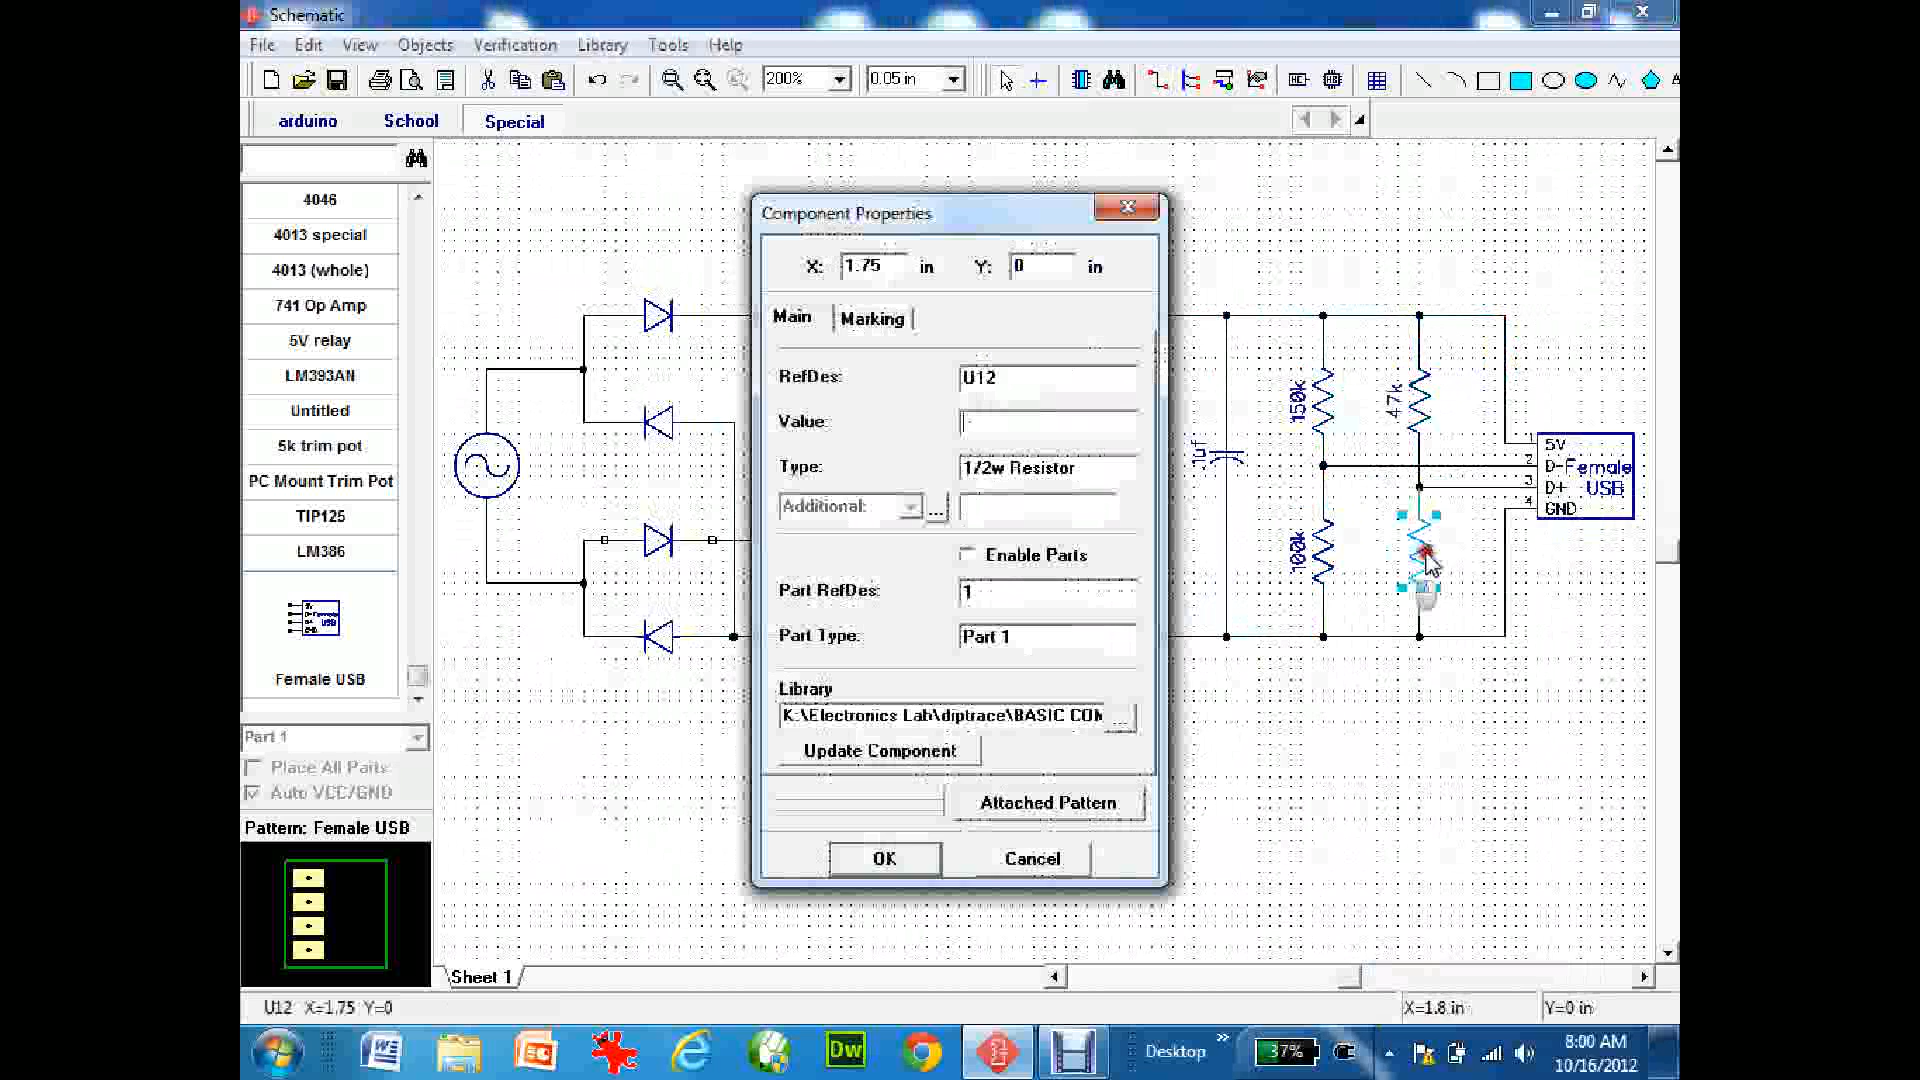 Schematic
File Edit View Objects Verification Library Tools Help
200% 0.05 in
arduino School Special
4046
4013 special
4013 (whole)
741 Op Amp
5V relay
LM393AN
Untitled
5k trim pot
PC Mount Trim Pot
TIP125
LM386
Female USB
Part 1
Place All Parts
Auto VCC/GND
Pattern: Female USB
Component Properties
X: 1.75 in Y: 0 in
Main Marking
RefDes: U12
Value:
Type: 1/2w Resistor
Additional: ...
Enable Parts
Part RefDes: 1
Part Type: Part 1
Library
K:\Electronics Lab\diptrace\BASIC COM
...
Update Component
Attached Pattern
OK Cancel
.1uf
150k
47k
100k
1 5V
2 D-
3 D+
4 GND
Female
USB
Sheet 1
U12 X=1.75 Y=0
X=1.8 in Y=0 in
Dw
Desktop »
37%
8:00 AM
10/16/2012